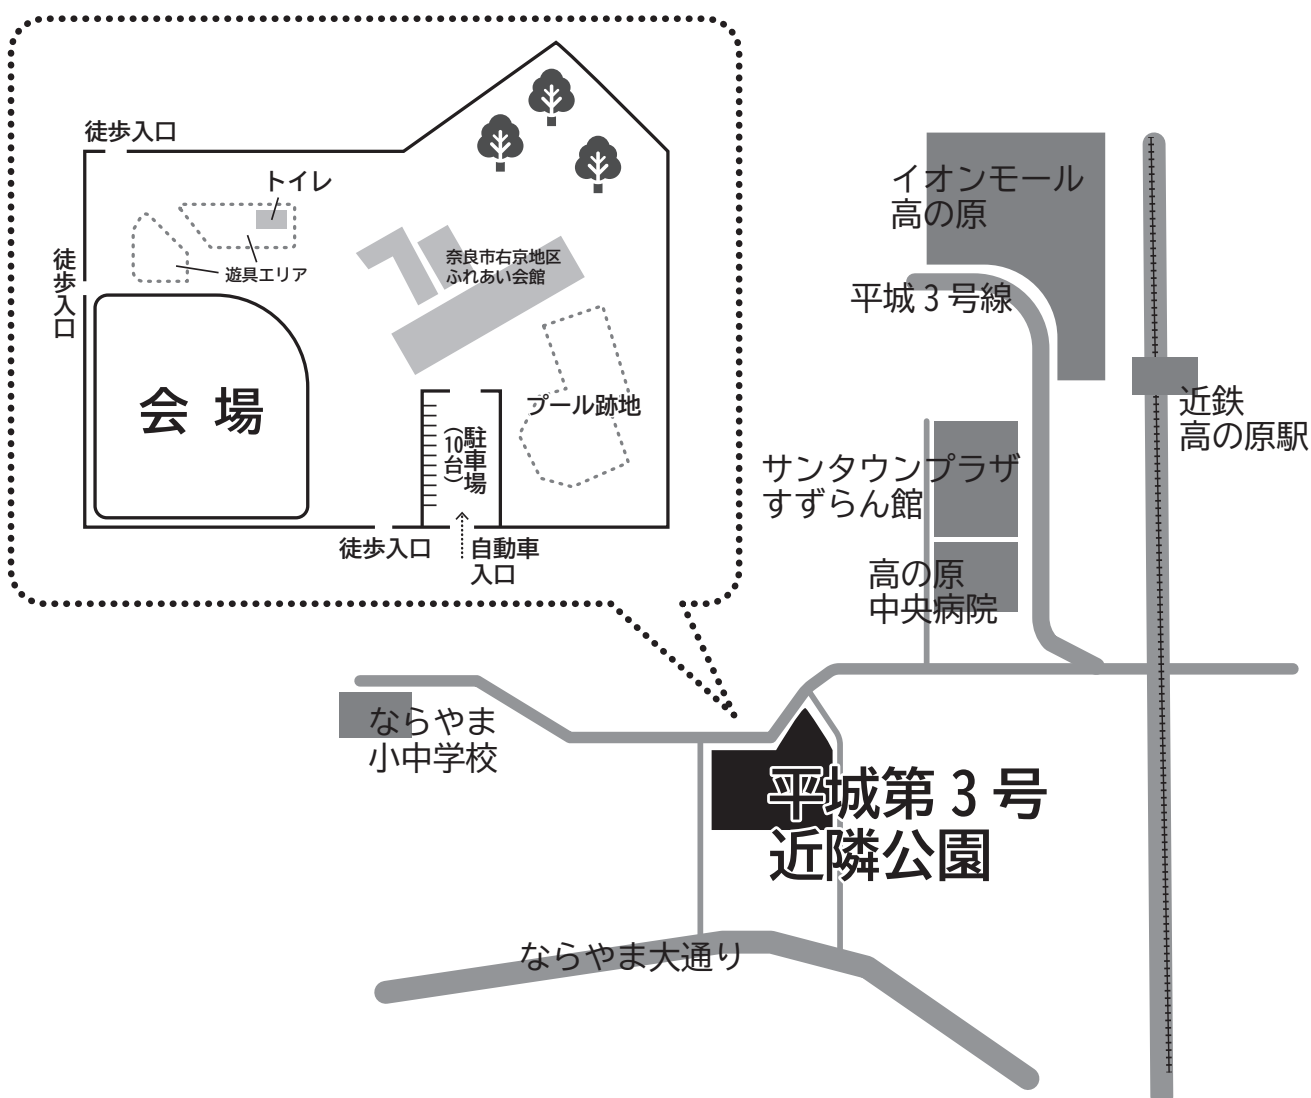 徒歩入口
トイレ
徒歩入口
遊具エリア
奈良市右京地区
ふれあい会館
会 場
プール跡地
駐車場
（10台）
徒歩入口
自動車
入口
イオンモール
高の原
平城 3 号線
近鉄
高の原駅
サンタウンプラザ
すずらん館
高の原
中央病院
ならやま
小中学校
平城第 3 号
近隣公園
ならやま大通り